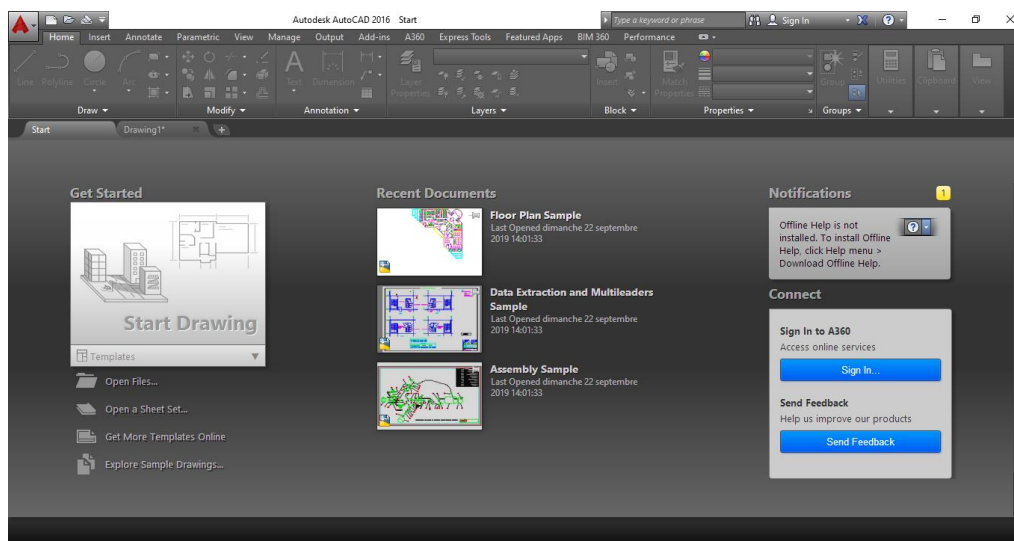 Autodesk AutoCAD 2016 Start
Type a keyword or phrase
Sign In
Home Insert Annotate Parametric View Manage Output Add-ins A360 Express Tools Featured Apps BIM 360 Performance
Line Polyline Circle Arc
Text Dimension
Layer Properties
Insert
Match Properties
Group
Utilities Clipboard View
Draw Modify Annotation Layers Block Properties Groups
Start Drawing1*
Get Started
Start Drawing
Templates
Open Files...
Open a Sheet Set...
Get More Templates Online
Explore Sample Drawings...
Recent Documents
Floor Plan Sample
Last Opened dimanche 22 septembre
2019 14:01:33
Data Extraction and Multileaders
Sample
Last Opened dimanche 22 septembre
2019 14:01:33
Assembly Sample
Last Opened dimanche 22 septembre
2019 14:01:33
Notifications 1
Offline Help is not
installed. To install Offline
Help, click Help menu >
Download Offline Help.
Connect
Sign In to A360
Access online services
Sign In...
Send Feedback
Help us improve our products
Send Feedback